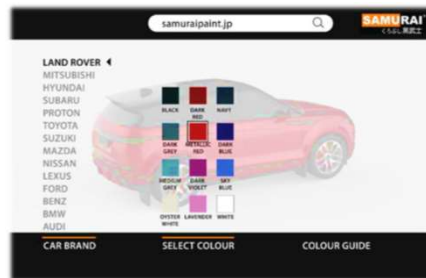 samuraipaint.jp
SAMURAI
LAND ROVER
MITSUBISHI
HYUNDAI
SUBARU
PROTON
TOYOTA
SUZUKI
MAZDA
NISSAN
LEXUS
FORD
BENZ
BMW
AUDI
BLACK
DARK RED
NAVY
DARK GREY
METALLIC RED
DARK BLUE
MEDIUM GREY
DARK VIOLET
SKY BLUE
OYSTER WHITE
LAVENDER
WHITE
CAR BRAND
SELECT COLOUR
COLOUR GUIDE